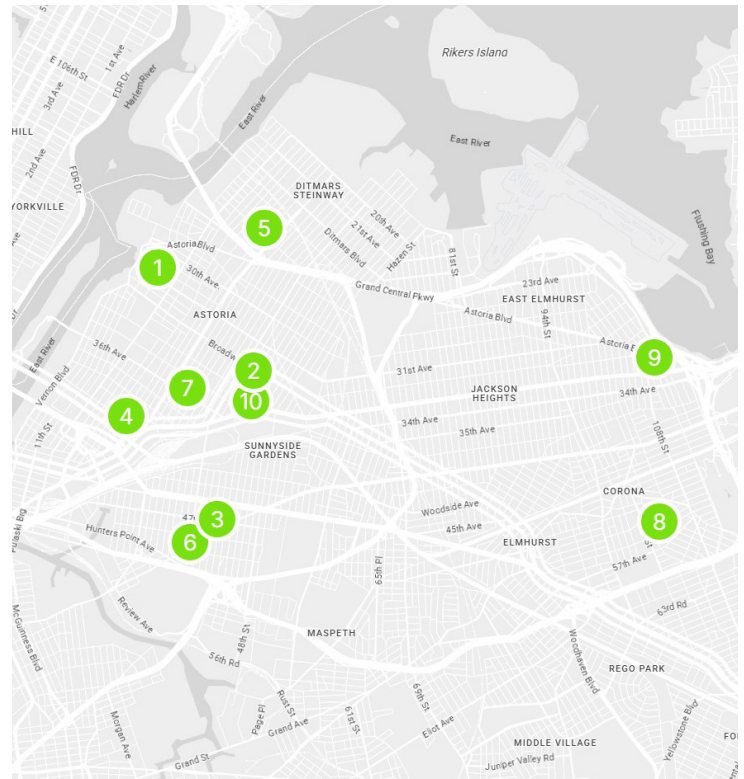 E 106th St
1st Ave
3rd Ave
FDR Dr
Harlem River
Rikers Island
East River
East River
HILL
2nd Ave
FDR Dr
YORKVILLE
DITMARS
STEINWAY
20th Ave
21st Ave
Ditmars Blvd
Hazen St
81st St
Flushing Bay
5
Astoria Blvd
1
30th Ave.
23rd Ave
Grand Central Pkwy
EAST ELMHURST
94th St
Astoria Blvd
ASTORIA
East River
36th Ave
Broadw
Astoria B
9
2
31st Ave
Vernon Blvd
7
JACKSON
HEIGHTS
34th Ave
10
4
34th Ave
35th Ave
11th St
108th St
SUNNYSIDE
GARDENS
CORONA
Woodside Ave
3
8
Hunters Point Ave
45th Ave
6
ELMHURST
Pulaski Brg
57th Ave
65th Pl
Review Ave
63rd Rd
McGuinness Blvd
48th St
MASPETH
56th Rd
Woodhaven Blvd
REGO PARK
69th St
Page Pl
Rust St
61st St
Grand Ave
Eliot Ave
Yellowstone Blvd
Morgan Ave
MIDDLE VILLAGE
FO
Grand St
Juniper Valley Rd